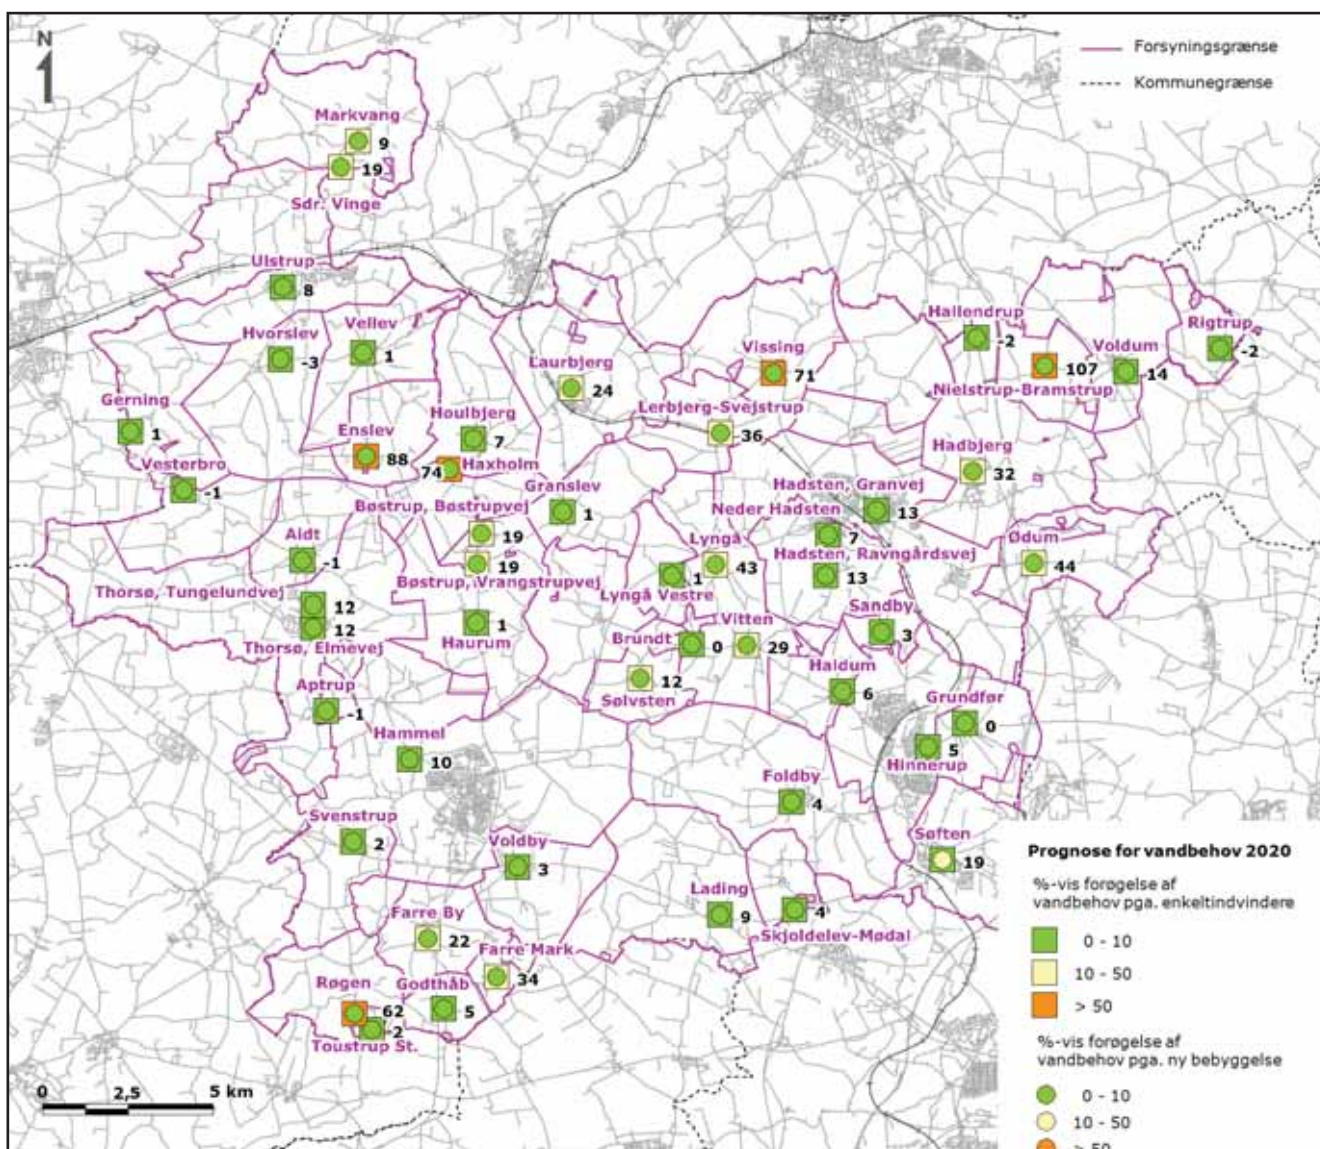 N
Forsyningsgrænse
Kommunegrænse
Markvang
9
19
Sdr. Vinge
Ulstrup
8
Hvorslev
-3
Vellev
1
Laurbjerg
24
Vissing
71
Hallendrup
-2
107
Nielstrup-Bramstrup
Voldum
-14
Rigtrup
-2
Gerning
1
Vesterbro
-1
Enslev
88
Houlbjerg
7
74
Haxholm
Lerbjerg-Svejstrup
36
Hadbjerg
32
Granslev
1
Hadsten, Granvej
13
Neder Hadsten
7
Hadsten, Ravngårdsvej
13
Bøstrup, Bøstrupvej
19
19
Bøstrup, Vrangstrupvej
Aidt
-1
Thorsø, Tungelundvej
12
12
Thorsø, Elmevej
1
Haurum
Lyngå
43
1
Lyngå Vestre
Ødum
44
Sandby
3
Brundt
0
Vitten
29
12
Sølvsten
Haldum
6
Grundfør
0
5
Hinnerup
Aptrup
-1
Hammel
10
Foldby
4
Svenstrup
2
Voldby
3
Søften
19
Lading
9
4
Skjoldelev-Mødal
Farre By
22
Farre Mark
34
Røgen
62
Godthåb
5
-2
Toustrup St.
0 2,5 5 km
Prognose for vandbehov 2020
%-vis forøgelse af
vandbehov pga. enkeltindvindere
0 - 10
10 - 50
> 50
%-vis forøgelse af
vandbehov pga. ny bebyggelse
0 - 10
10 - 50
> 50